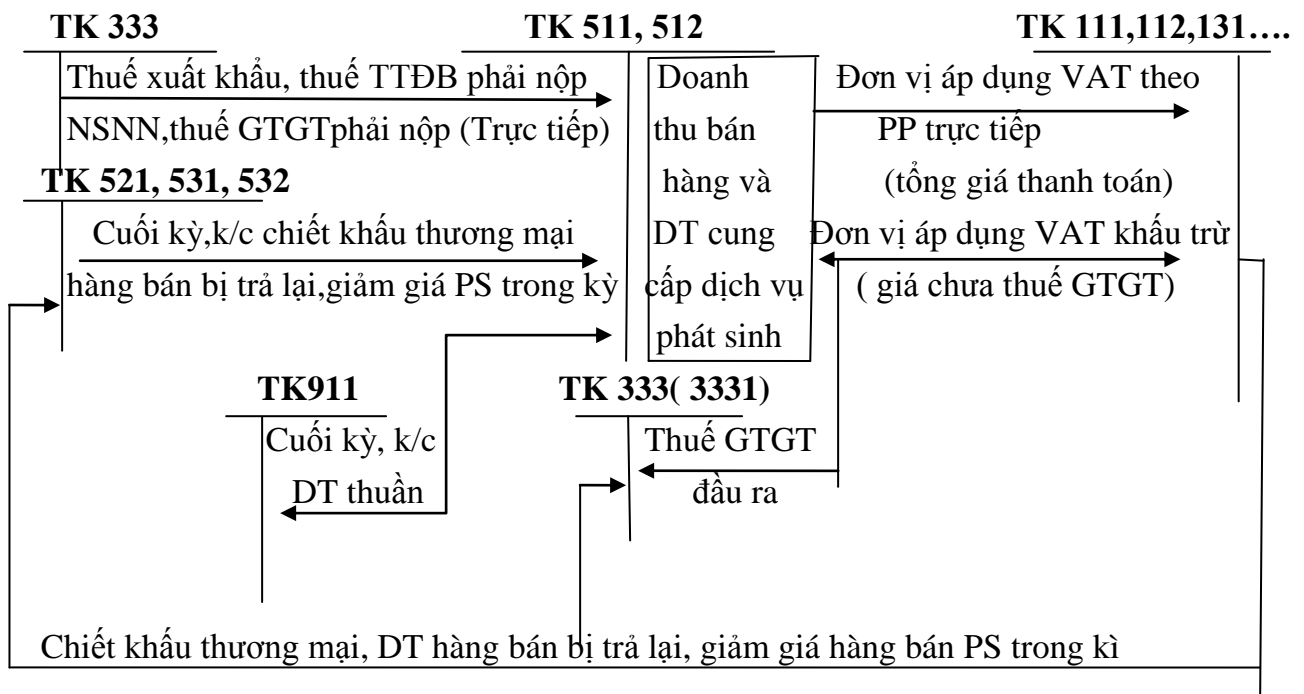 TK 333 TK 511, 512 TK 111,112,131….
Thuế xuất khẩu, thuế TTĐB phải nộp Doanh Đơn vị áp dụng VAT theo
NSNN,thuế GTGTphải nộp (Trực tiếp) thu bán PP trực tiếp
TK 521, 531, 532 hàng và (tổng giá thanh toán)
Cuối kỳ,k/c chiết khấu thương mại DT cung Đơn vị áp dụng VAT khấu trừ
hàng bán bị trả lại,giảm giá PS trong kỳ cấp dịch vụ ( giá chưa thuế GTGT)
phát sinh
TK911 TK 333( 3331)
Cuối kỳ, k/c Thuế GTGT
DT thuần đầu ra
Chiết khấu thương mại, DT hàng bán bị trả lại, giảm giá hàng bán PS trong kì